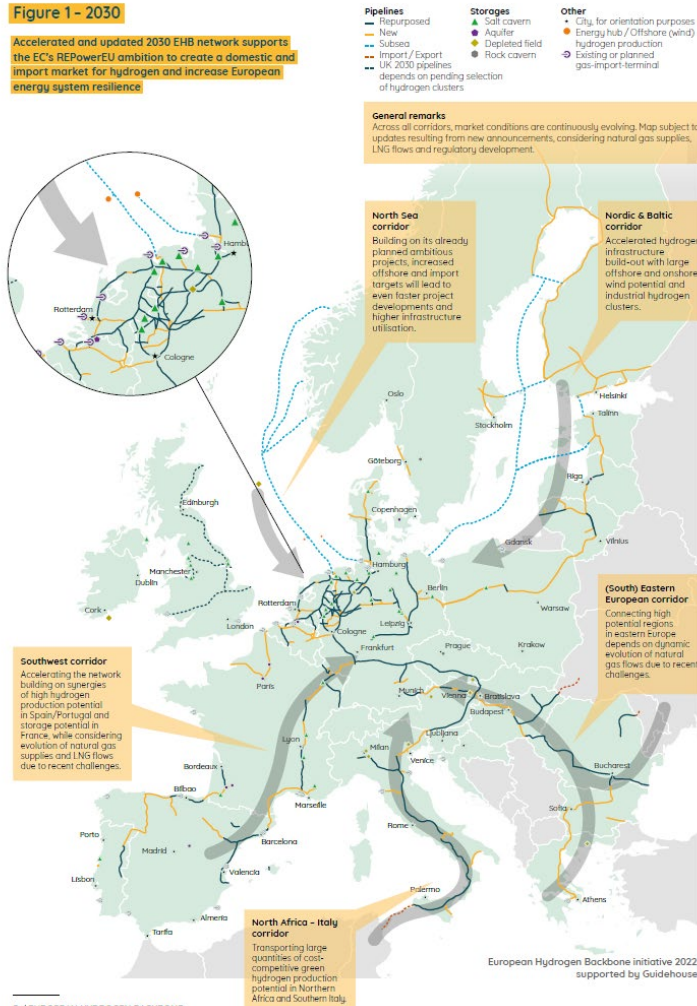 Figure 1 - 2030
Accelerated and updated 2030 EHB network supports
the EC's REPowerEU ambition to create a domestic and
import market for hydrogen and increase European
energy system resilience
Pipelines
Repurposed
New
Subsea
Import / Export
UK 2030 pipelines
depends on pending selection
of hydrogen clusters
Storages
Salt cavern
Aquifer
Depleted field
Rock cavern
Other
City, for orientation purposes
Energy hub / Offshore (wind)
hydrogen production
Existing or planned
gas-import-terminal
General remarks
Across all corridors, market conditions are continuously evolving. Map subject to
updates resulting from new announcements, considering natural gas supplies,
LNG flows and regulatory development.
North Sea
corridor
Building on its already
planned ambitious
projects, increased
offshore and import
targets will lead to
even faster project
developments and
higher infrastructure
utilisation.
Nordic & Baltic
corridor
Accelerated hydrogen
infrastructure
build-out with large
offshore and onshore
wind potential and
industrial hydrogen
clusters.
Hambu
Rotterdam
Cologne
Oslo
Helsinki
Stockholm
Talinn
Göteborg
Riga
Edinburgh
Copenhagen
Gdansk
Vilnius
Manchester
Dublin
Hamburg
Berlin
Cork
Rotterdam
Warsaw
London
Leipzig
Cologne
Frankfurt
Prague
Krakow
(South) Eastern
European corridor
Connecting high
potential regions
in eastern Europe
depends on dynamic
evolution of natural
gas flows due to recent
challenges.
Southwest corridor
Accelerating the network
building on synergies
of high hydrogen
production potential
in Spain/Portugal and
storage potential in
France, while considering
evolution of natural gas
supplies and LNG flows
due to recent challenges.
Paris
Munich
Vienna
Bratislava
Budapest
Lyon
Ljubljana
Milan
Venice
Bordeaux
Bucharest
Bilbao
Marseille
Sofia
Porto
Rome
Madrid
Barcelona
Lisbon
Valencia
Palermo
Athens
Almeria
Tarifa
North Africa – Italy
corridor
Transporting large
quantities of cost-
competitive green
hydrogen production
potential in Northern
Africa and Southern Italy.
European Hydrogen Backbone initiative 2022,
supported by Guidehouse